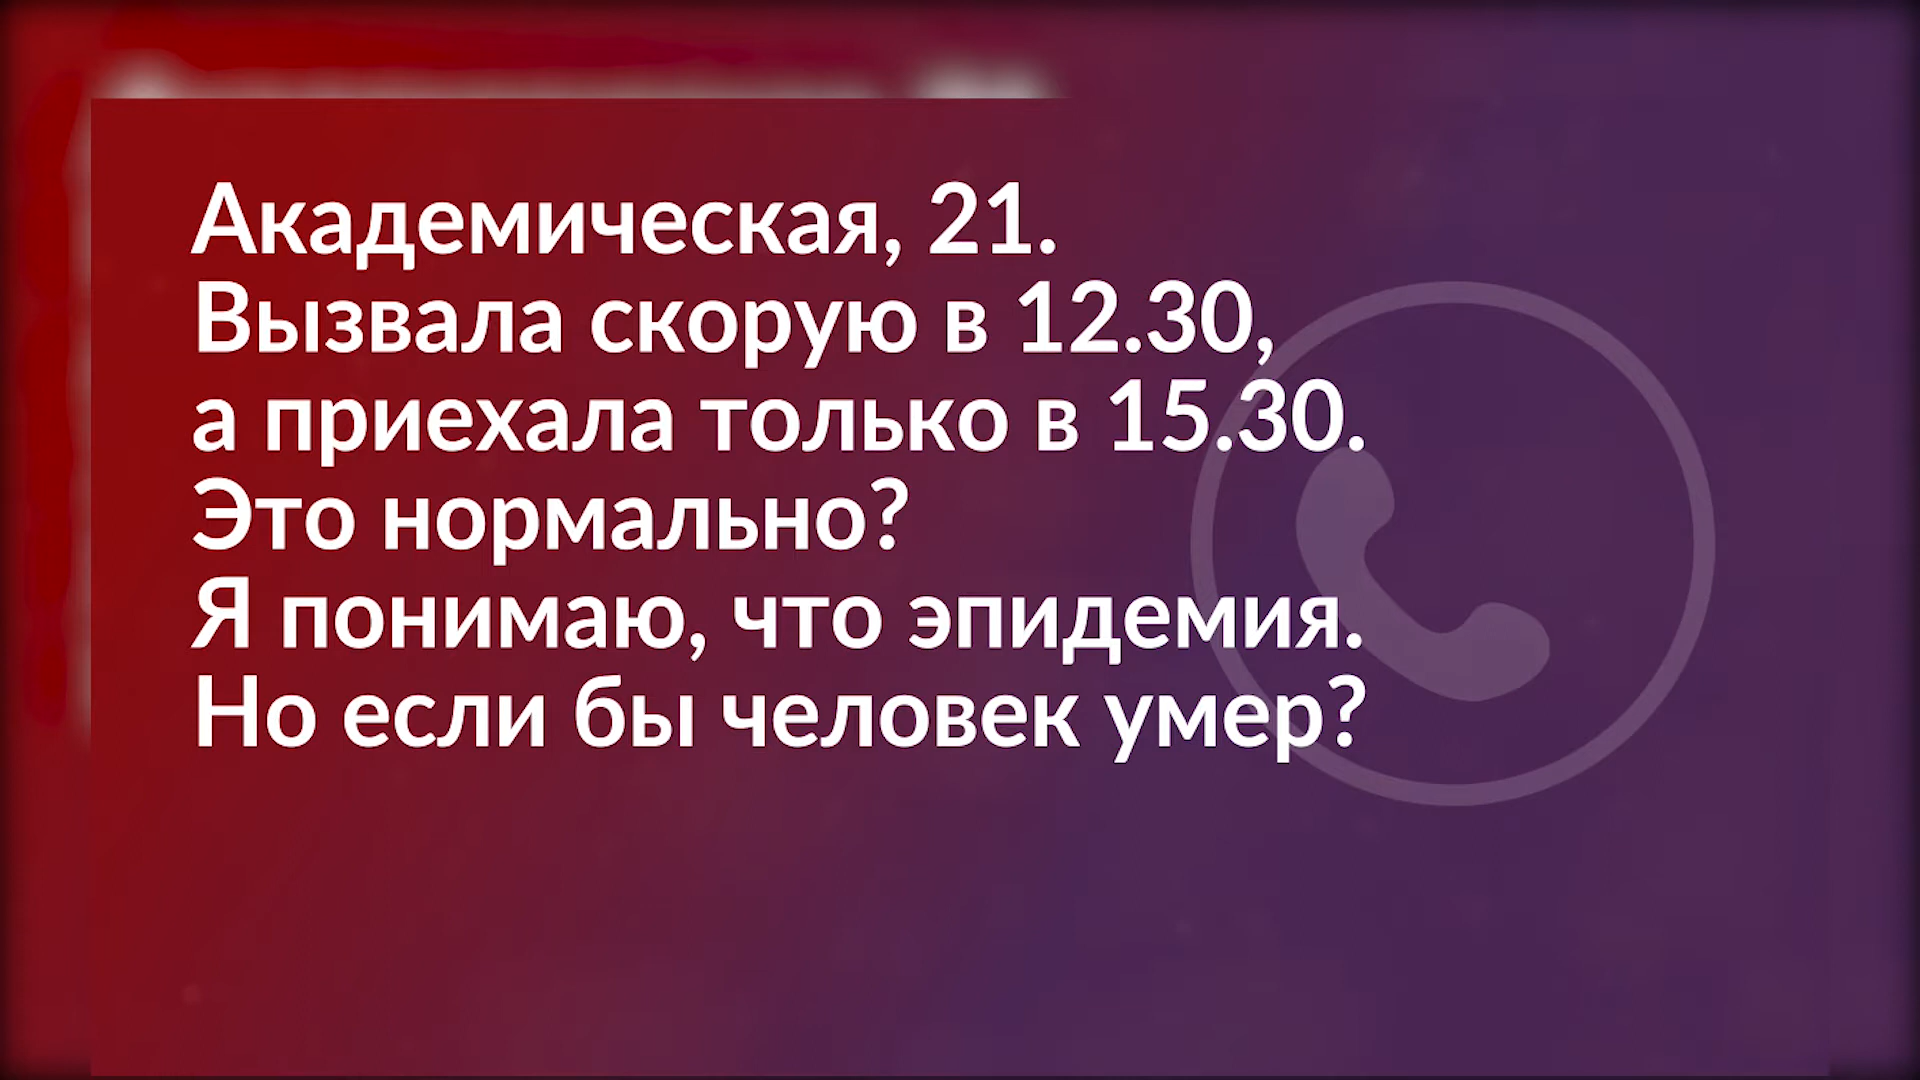 Академическая, 21.
Вызвала скорую в 12.30,
а приехала только в 15.30.
Это нормально?
Я понимаю, что эпидемия.
Но если бы человек умер?